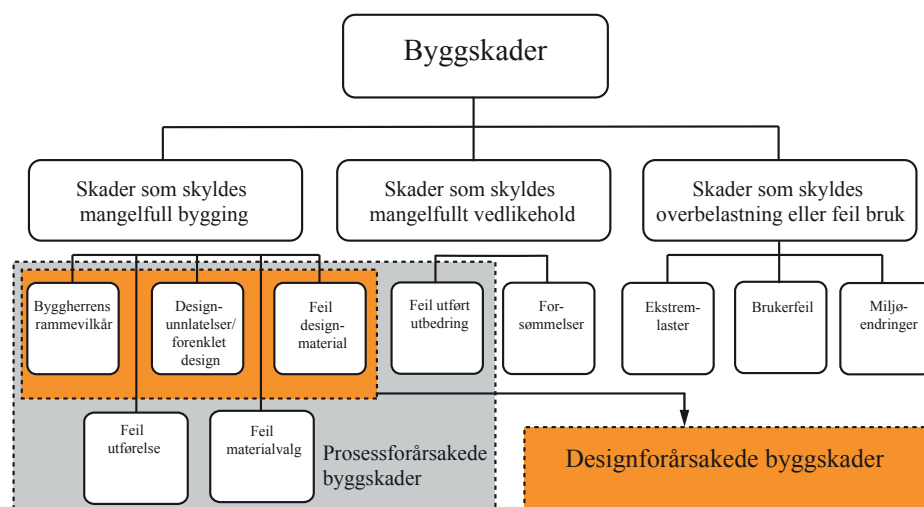 Byggskader
Skader som skyldes
mangelfull bygging
Skader som skyldes
mangelfullt vedlikehold
Skader som skyldes
overbelastning eller feil bruk
Byggherrens
rammevilkår
Design-
unnlatelser/
forenklet
design
Feil
design-
material
Feil utført
utbedring
For-
sømmelser
Ekstrem-
laster
Brukerfeil
Miljø-
endringer
Feil
utførelse
Feil
materialvalg
Prosessforårsakede
byggskader
Designforårsakede byggskader